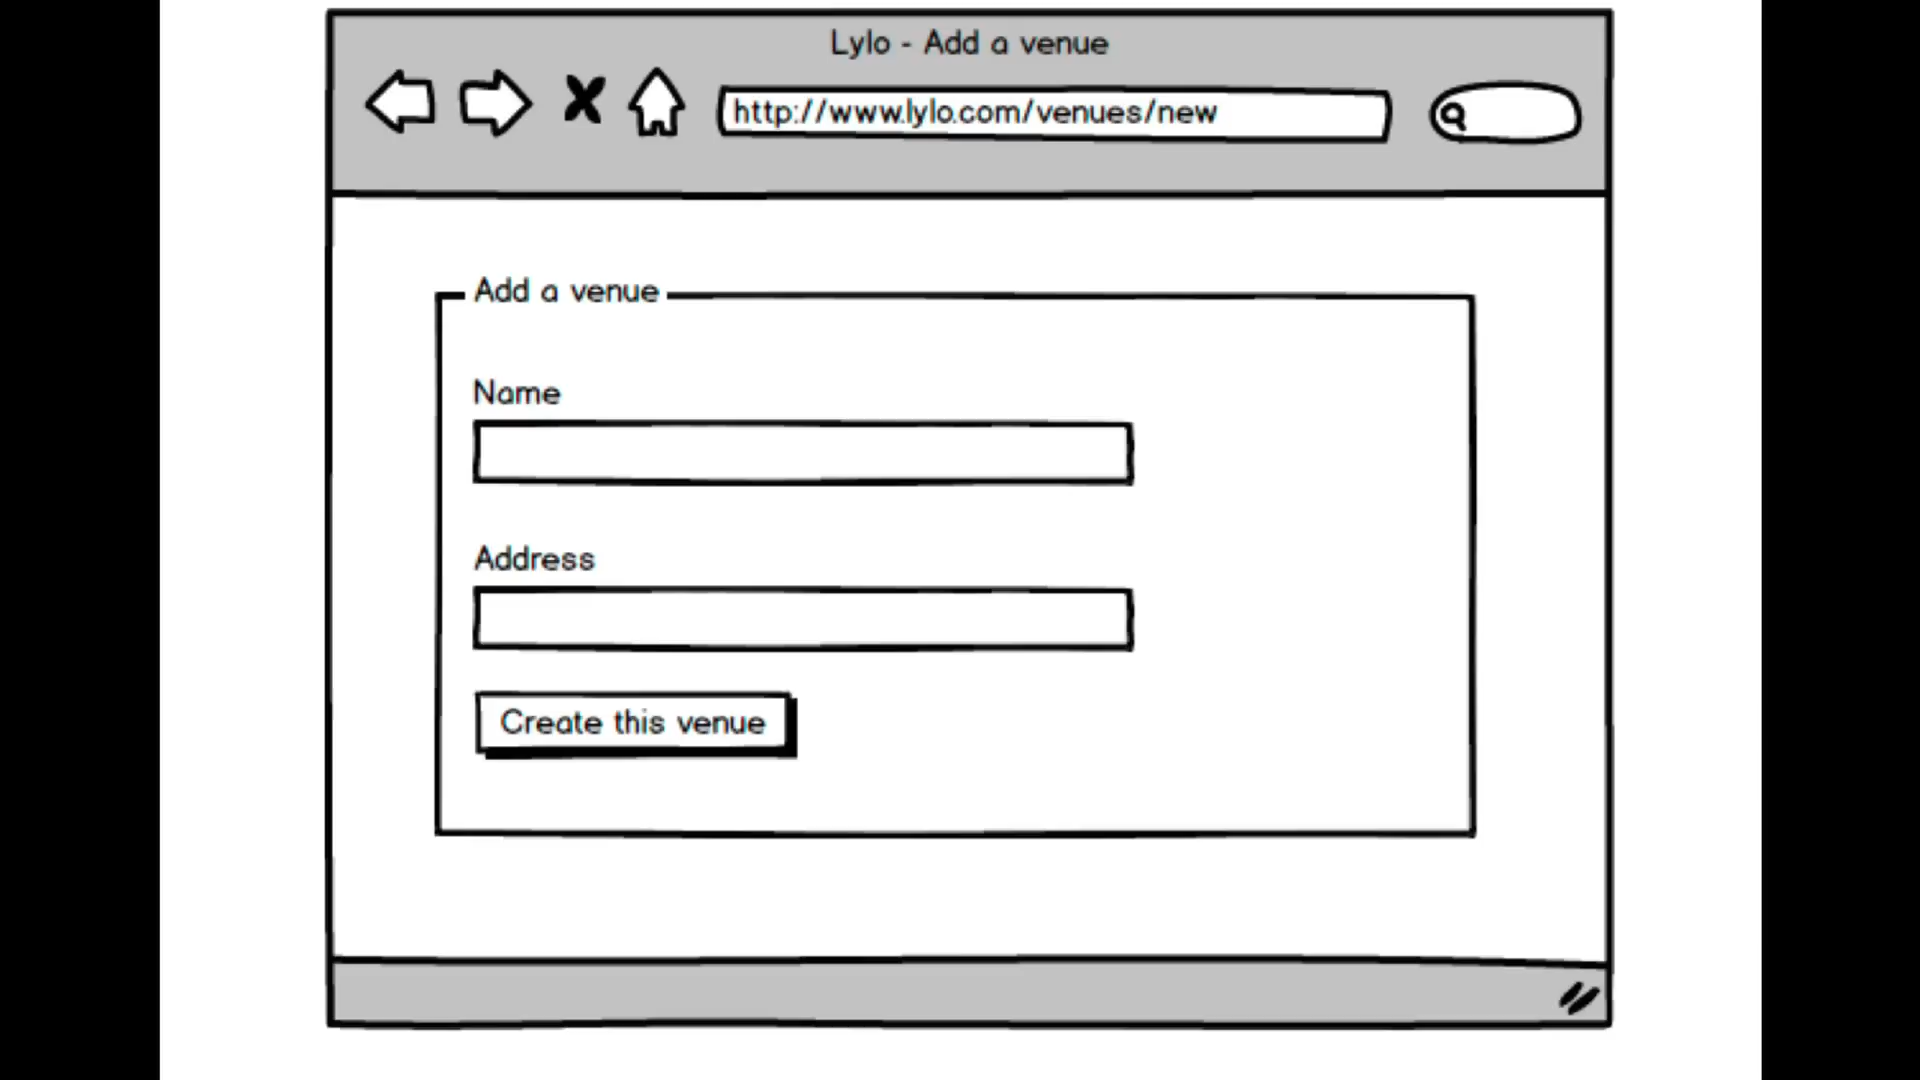 Lylo - Add a venue
http://www.lylo.com/venues/new
Add a venue
Name
Address
Create this venue